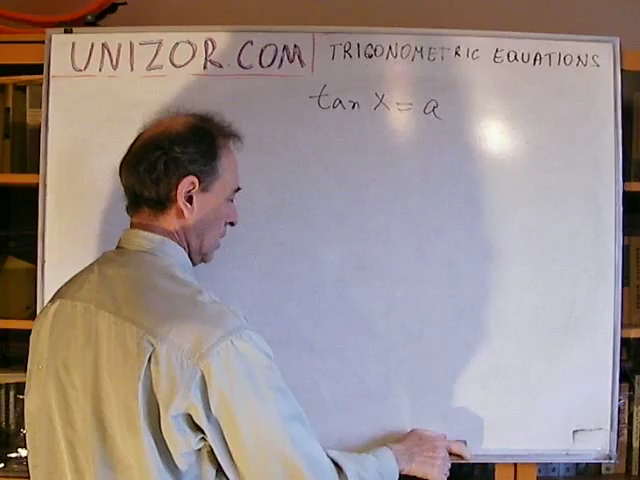 UNIZOR.COM | TRIGONOMETRIC EQUATIONS
tan x = a